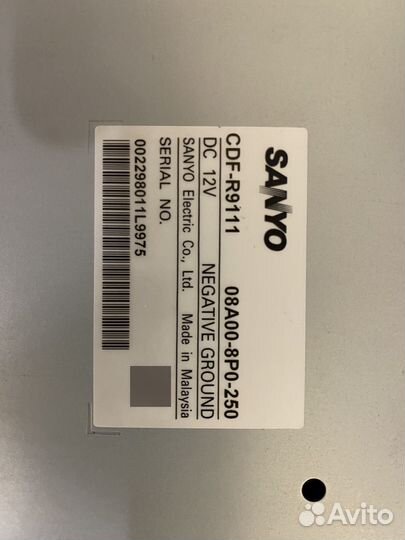 SANYO
CDF-R9111 08A00-8P0-250
DC 12V NEGATIVE GROUND
SANYO Electric Co., Ltd. Made in Malaysia
SERIAL NO.
002298011L9975
Avito